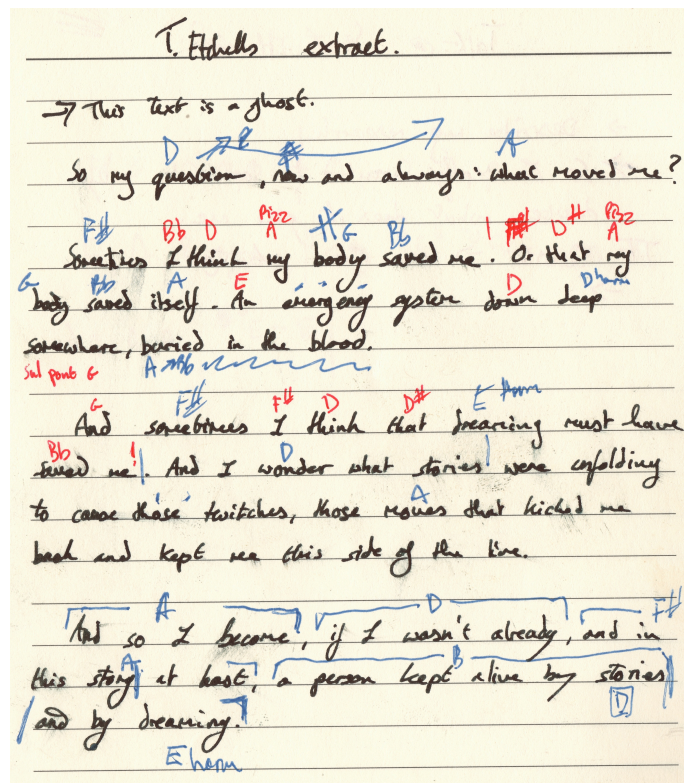 T. Etchells extract.
→ This text is a ghost.
D → A
So my question, now and always: what moved me?
F# Bb D Pizz A G Bb D# Pizz A
Sometimes I think my body saved me. Or that my
G Bb A E D D harm
body saved itself. An emergency system down deep
somewhere, buried in the blood.
Sul pont G A → Bb
G F# F# D D# E harm
And sometimes I think that dreaming must have
Bb ! D
saved me. And I wonder what stories were unfolding
A
to cause those twitches, those moves that kicked me
back and kept me this side of the line.
A D F#
And so I become, if I wasn't already, and in
A B
this story at least, a person kept alive by stories
D
and by dreaming.
E harm